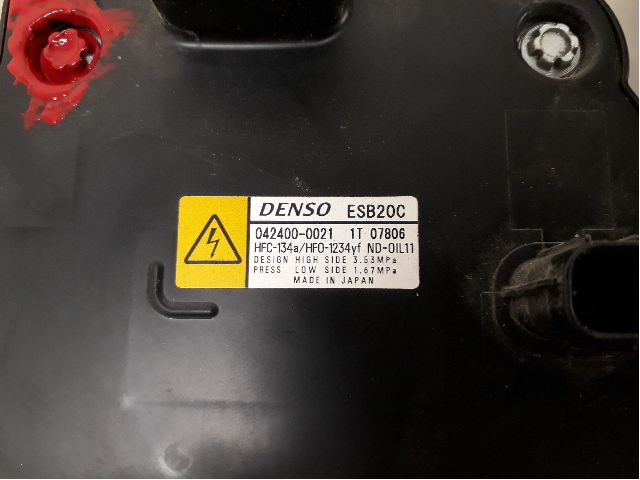 DENSO ESB20C
042400-0021 1T 07806
HFC-134a/HFO-1234yf ND-OIL11
DESIGN HIGH SIDE 3.53MPa
PRESS. LOW SIDE 1.67MPa
MADE IN JAPAN